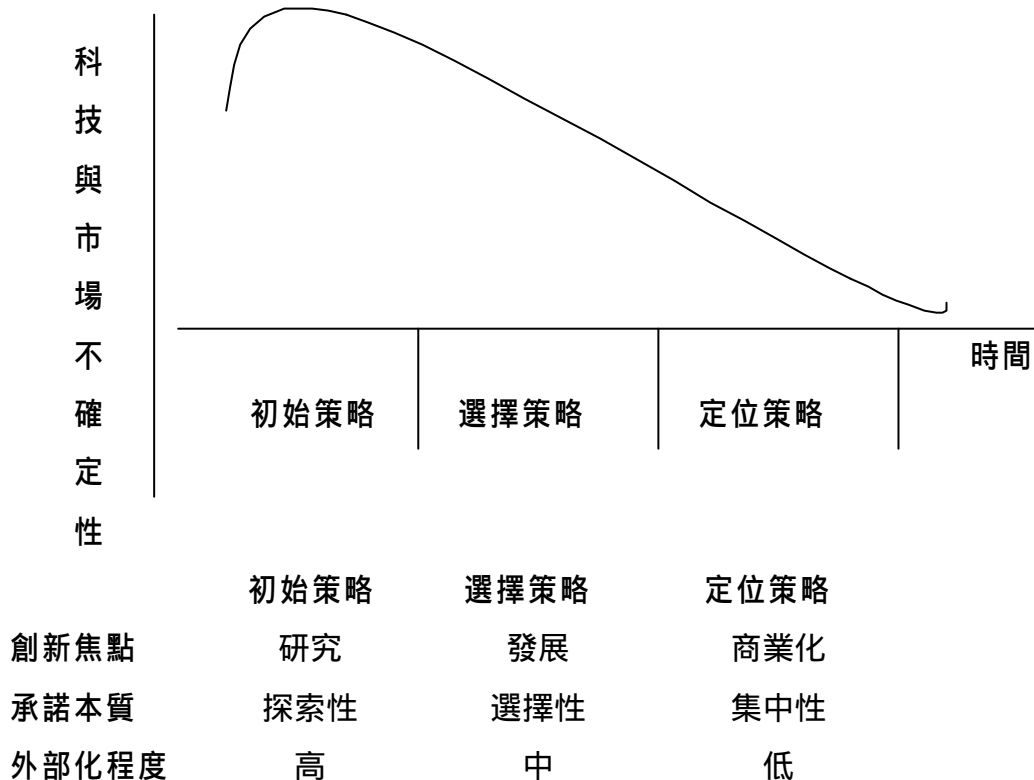 科技與市場不確定性
時間
初始策略 選擇策略 定位策略
初始策略 選擇策略 定位策略
創新焦點 研究 發展 商業化
承諾本質 探索性 選擇性 集中性
外部化程度 高 中 低